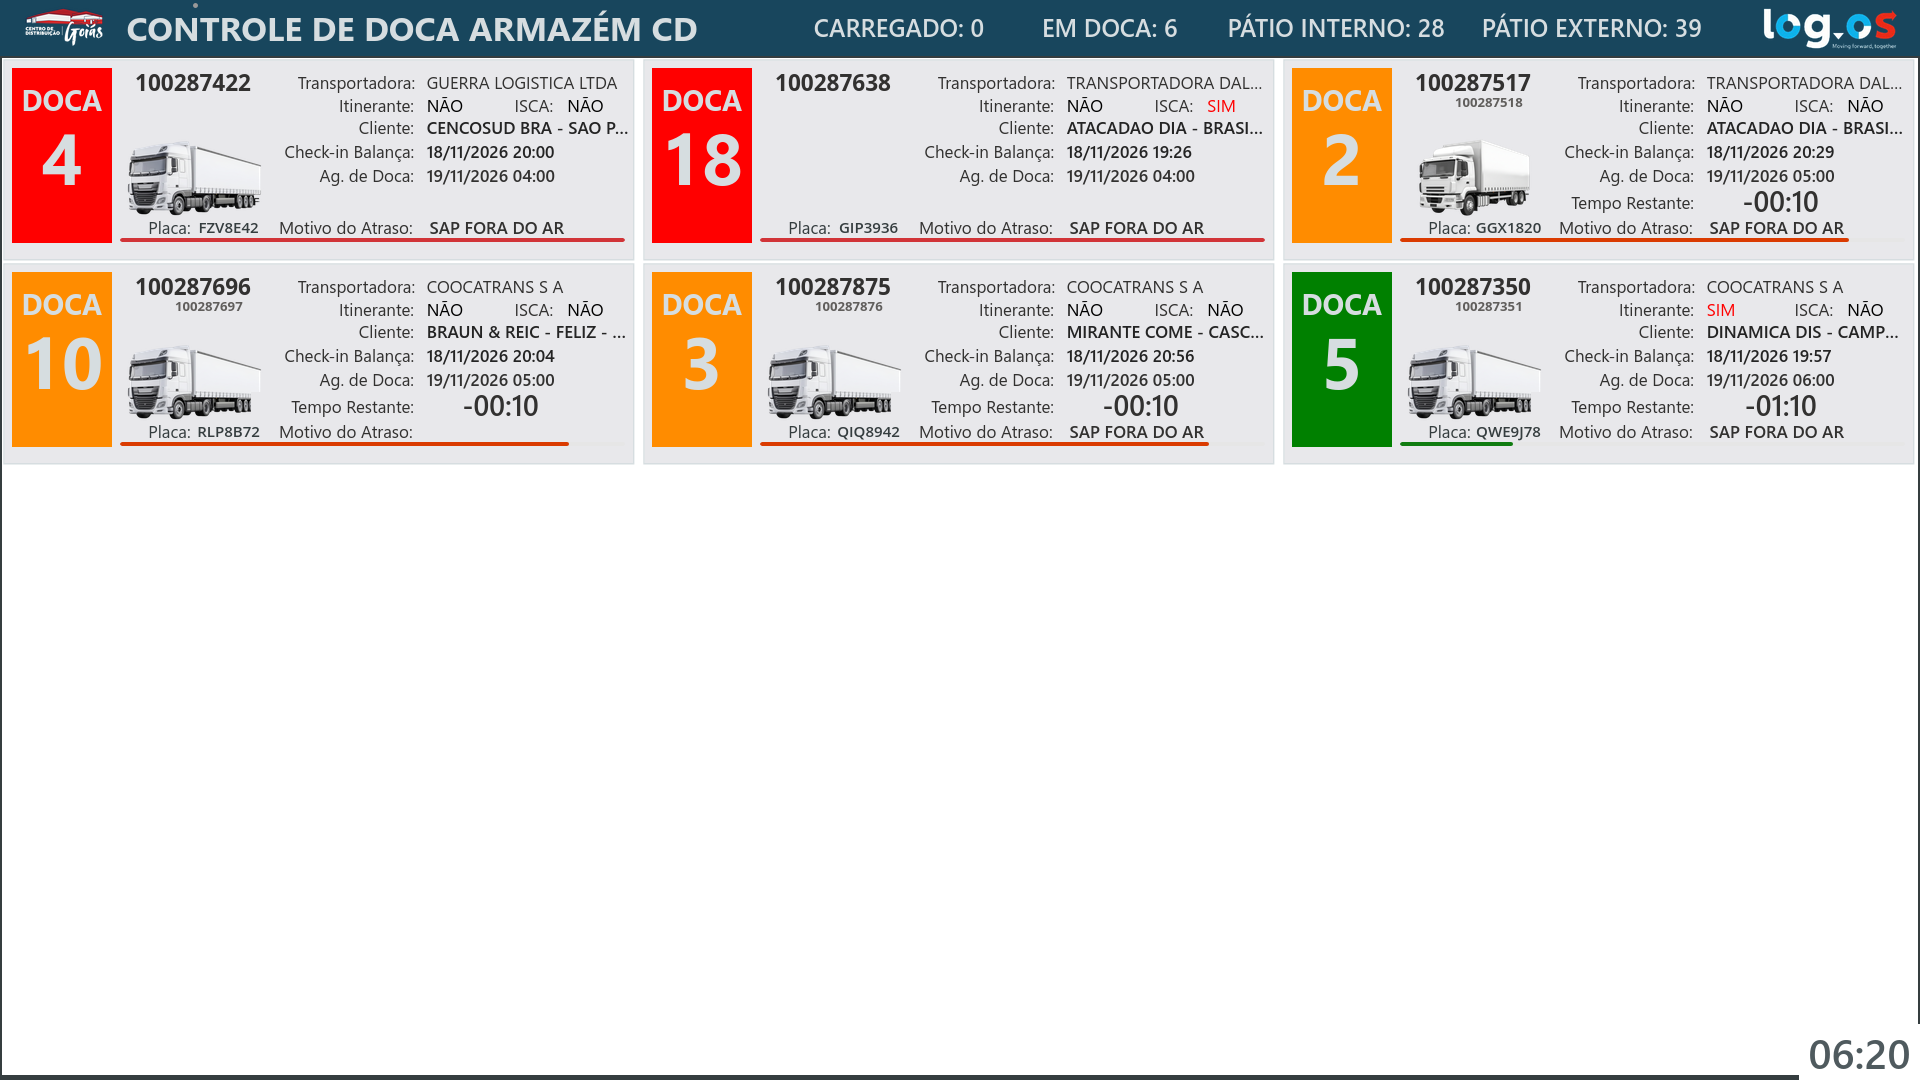 CENTRO DE DISTRIBUIÇÃO Goiás
CONTROLE DE DOCA ARMAZÉM CD
CARREGADO: 0
EM DOCA: 6
PÁTIO INTERNO: 28
PÁTIO EXTERNO: 39
log.os
Moving forward, together
DOCA
4
100287422
Transportadora: GUERRA LOGISTICA LTDA
Itinerante: NÃO ISCA: NÃO
Cliente: CENCOSUD BRA - SAO P...
Check-in Balança: 18/11/2026 20:00
Ag. de Doca: 19/11/2026 04:00
Placa: FZV8E42 Motivo do Atraso: SAP FORA DO AR
DOCA
18
100287638
Transportadora: TRANSPORTADORA DAL...
Itinerante: NÃO ISCA: SIM
Cliente: ATACADAO DIA - BRASI...
Check-in Balança: 18/11/2026 19:26
Ag. de Doca: 19/11/2026 04:00
Placa: GIP3936 Motivo do Atraso: SAP FORA DO AR
DOCA
2
100287517
100287518
Transportadora: TRANSPORTADORA DAL...
Itinerante: NÃO ISCA: NÃO
Cliente: ATACADAO DIA - BRASI...
Check-in Balança: 18/11/2026 20:29
Ag. de Doca: 19/11/2026 05:00
Tempo Restante: -00:10
Placa: GGX1820 Motivo do Atraso: SAP FORA DO AR
DOCA
10
100287696
100287697
Transportadora: COOCATRANS S A
Itinerante: NÃO ISCA: NÃO
Cliente: BRAUN & REIC - FELIZ - ...
Check-in Balança: 18/11/2026 20:04
Ag. de Doca: 19/11/2026 05:00
Tempo Restante: -00:10
Placa: RLP8B72 Motivo do Atraso:
DOCA
3
100287875
100287876
Transportadora: COOCATRANS S A
Itinerante: NÃO ISCA: NÃO
Cliente: MIRANTE COME - CASC...
Check-in Balança: 18/11/2026 20:56
Ag. de Doca: 19/11/2026 05:00
Tempo Restante: -00:10
Placa: QIQ8942 Motivo do Atraso: SAP FORA DO AR
DOCA
5
100287350
100287351
Transportadora: COOCATRANS S A
Itinerante: SIM ISCA: NÃO
Cliente: DINAMICA DIS - CAMP...
Check-in Balança: 18/11/2026 19:57
Ag. de Doca: 19/11/2026 06:00
Tempo Restante: -01:10
Placa: QWE9J78 Motivo do Atraso: SAP FORA DO AR
06:20